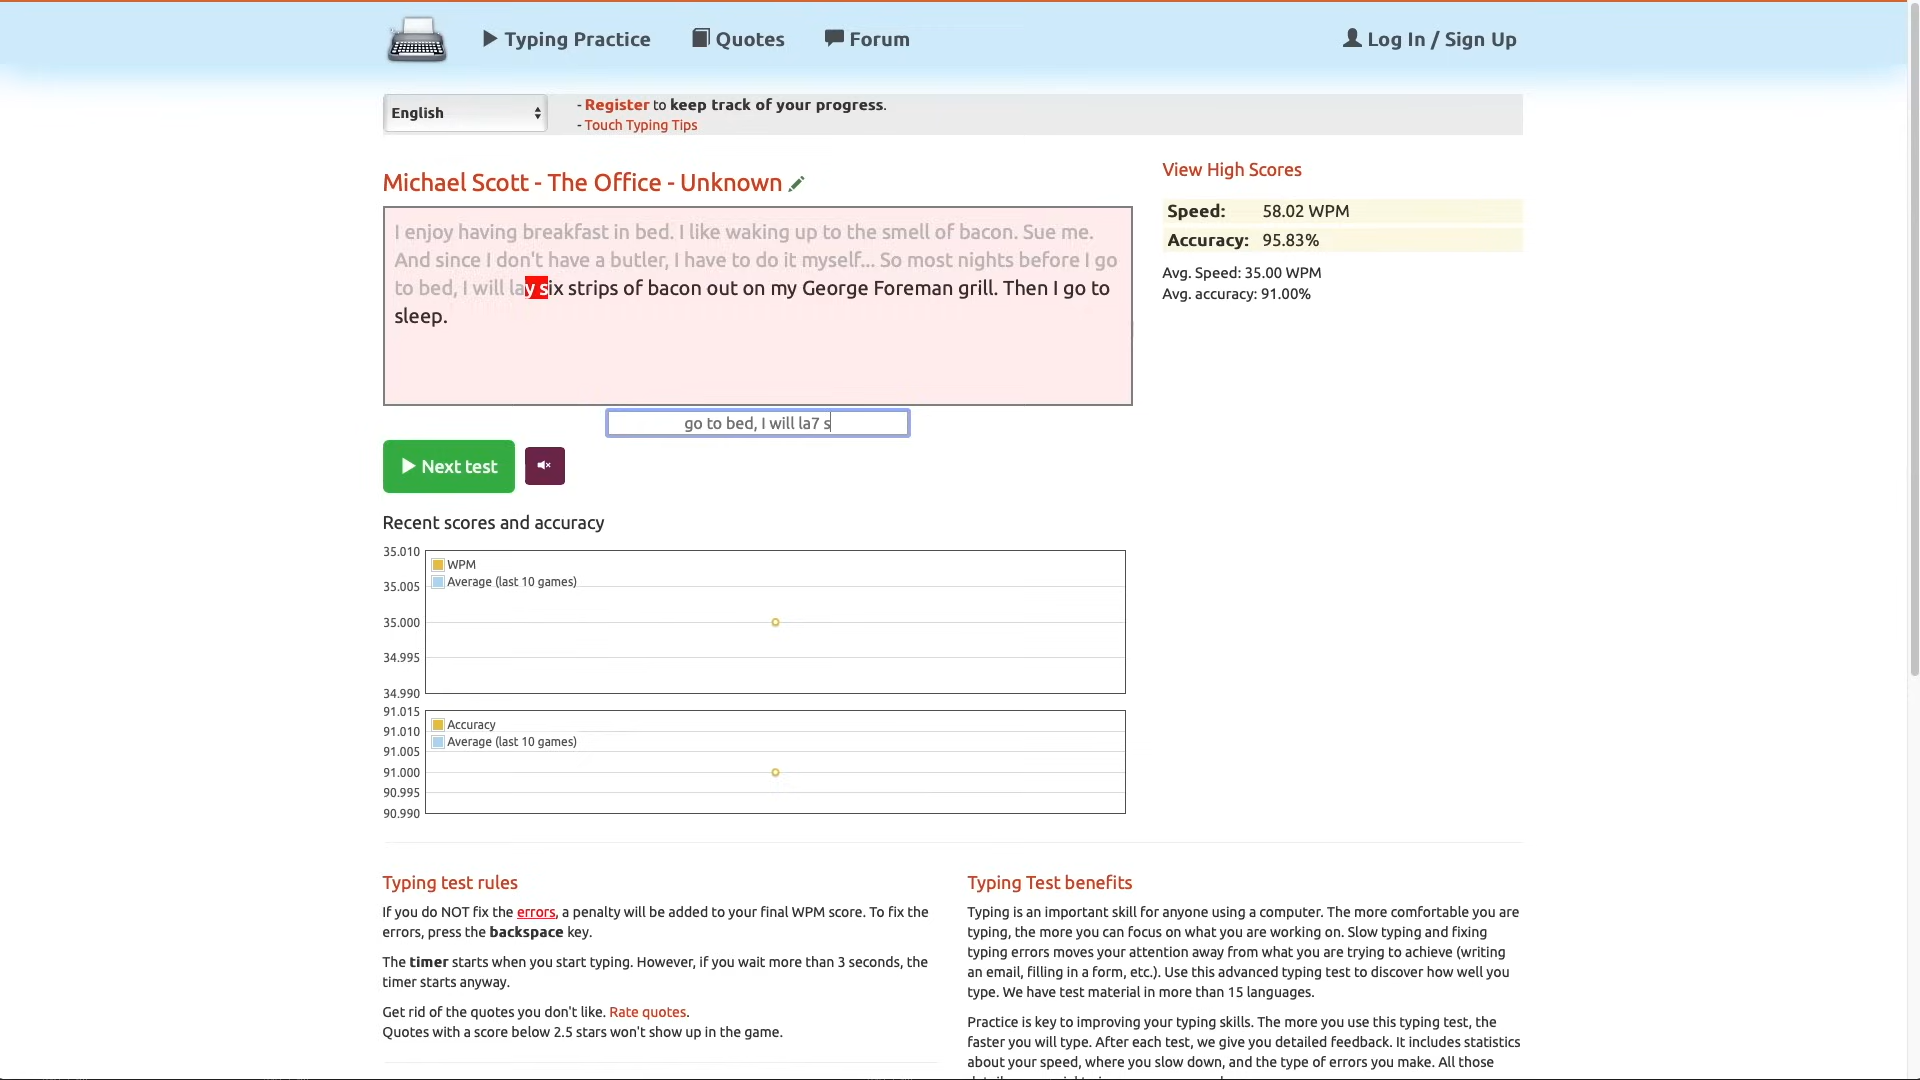 Typing Practice Quotes Forum Log In / Sign Up
English
- Register to keep track of your progress.
- Touch Typing Tips
Michael Scott - The Office - Unknown
I enjoy having breakfast in bed. I like waking up to the smell of bacon. Sue me.
And since I don't have a butler, I have to do it myself... So most nights before I go
to bed, I will lay six strips of bacon out on my George Foreman grill. Then I go to
sleep.
go to bed, I will la7 s
Next test
View High Scores
Speed: 58.02 WPM
Accuracy: 95.83%
Avg. Speed: 35.00 WPM
Avg. accuracy: 91.00%
Recent scores and accuracy
35.010
35.005
35.000
34.995
34.990
WPM
Average (last 10 games)
91.015
91.010
91.005
91.000
90.995
90.990
Accuracy
Average (last 10 games)
Typing test rules
If you do NOT fix the errors, a penalty will be added to your final WPM score. To fix the
errors, press the backspace key.
The timer starts when you start typing. However, if you wait more than 3 seconds, the
timer starts anyway.
Get rid of the quotes you don't like. Rate quotes.
Quotes with a score below 2.5 stars won't show up in the game.
Typing Test benefits
Typing is an important skill for anyone using a computer. The more comfortable you are
typing, the more you can focus on what you are working on. Slow typing and fixing
typing errors moves your attention away from what you are trying to achieve (writing
an email, filling in a form, etc.). Use this advanced typing test to discover how well you
type. We have test material in more than 15 languages.
Practice is key to improving your typing skills. The more you use this typing test, the
faster you will type. After each test, we give you detailed feedback. It includes statistics
about your speed, where you slow down, and the type of errors you make. All those